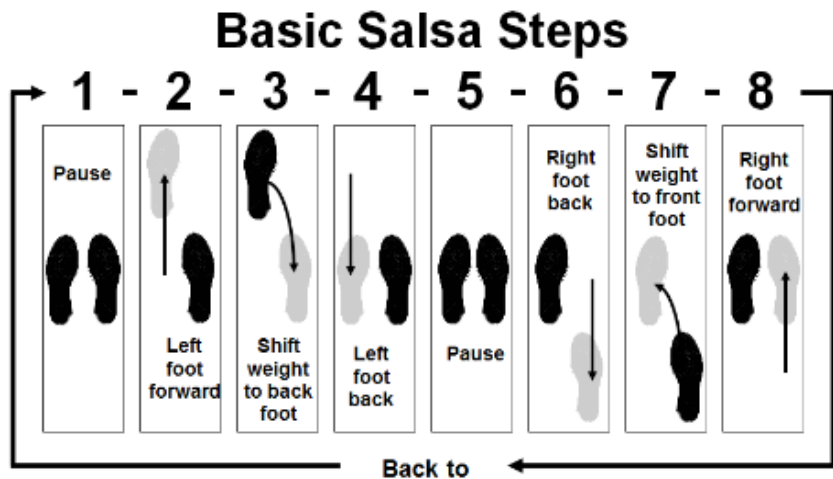 Basic Salsa Steps
1 - 2 - 3 - 4 - 5 - 6 - 7 - 8
Pause
Left
foot
forward
Shift
weight
to back
foot
Left
foot
back
Pause
Right
foot
back
Shift
weight
to front
foot
Right
foot
forward
Back to